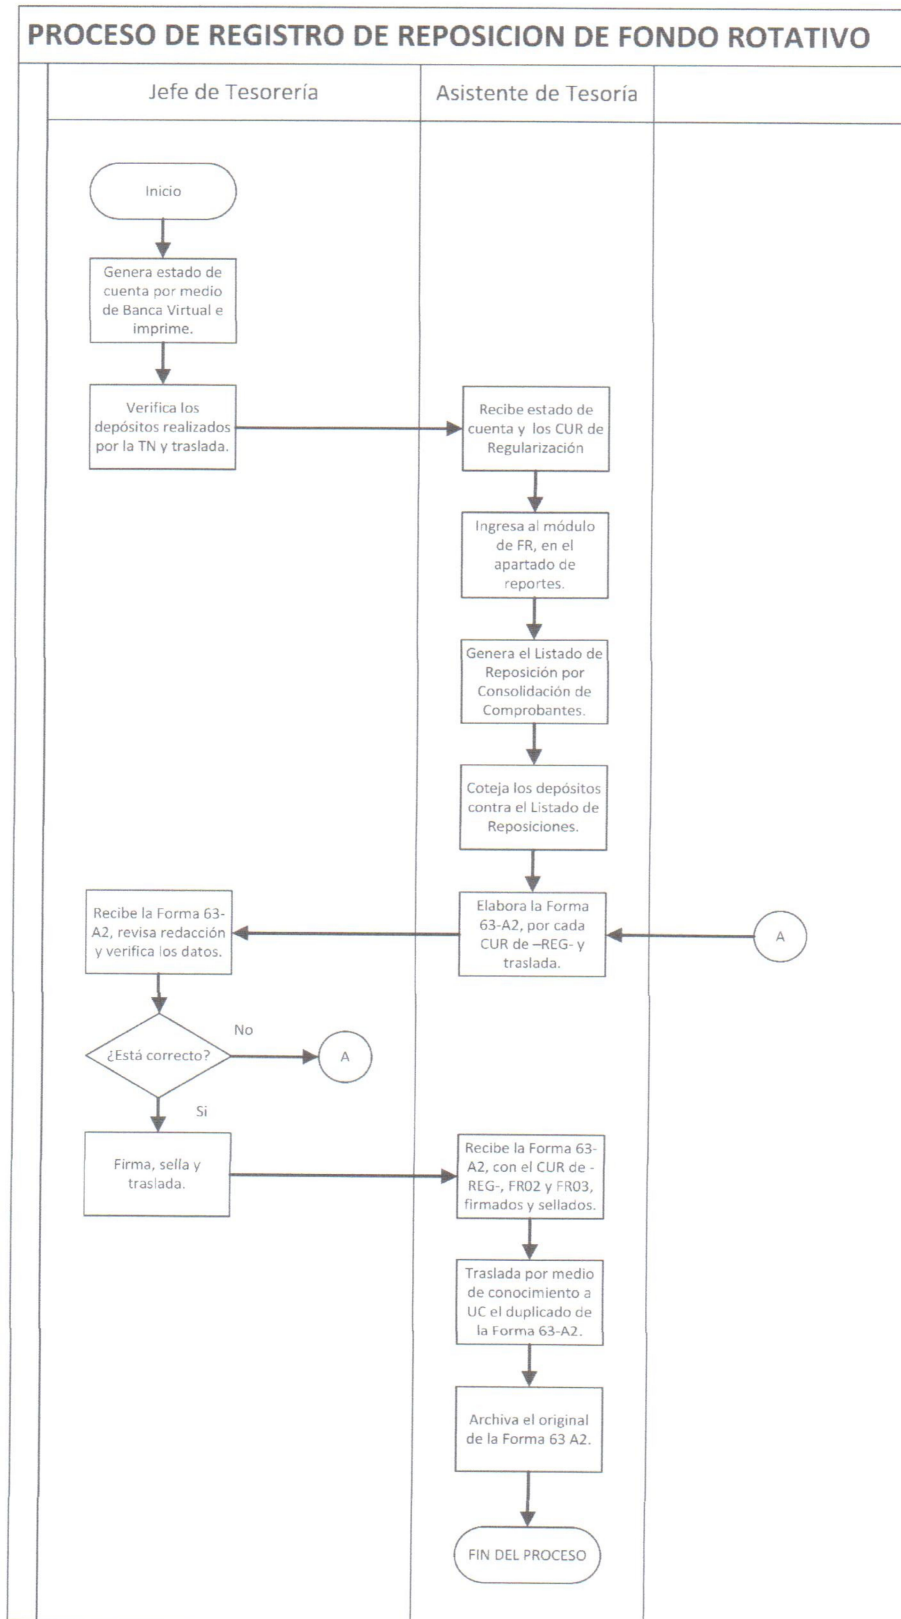 PROCESO DE REGISTRO DE REPOSICION DE FONDO ROTATIVO
Jefe de Tesorería
Asistente de Tesoría
Inicio
Genera estado de
cuenta por medio
de Banca Virtual e
imprime.
Verifica los
depósitos realizados
por la TN y traslada.
Recibe estado de
cuenta y los CUR de
Regularización
Ingresa al módulo
de FR, en el
apartado de
reportes.
Genera el Listado de
Reposición por
Consolidación de
Comprobantes.
Coteja los depósitos
contra el Listado de
Reposiciones.
Elabora la Forma
63-A2, por cada
CUR de –REG- y
traslada.
A
Recibe la Forma 63-
A2, revisa redacción
y verifica los datos.
¿Está correcto?
No
A
Si
Firma, sella y
traslada.
Recibe la Forma 63-
A2, con el CUR de -
REG-, FR02 y FR03,
firmados y sellados.
Traslada por medio
de conocimiento a
UC el duplicado de
la Forma 63-A2.
Archiva el original
de la Forma 63 A2.
FIN DEL PROCESO